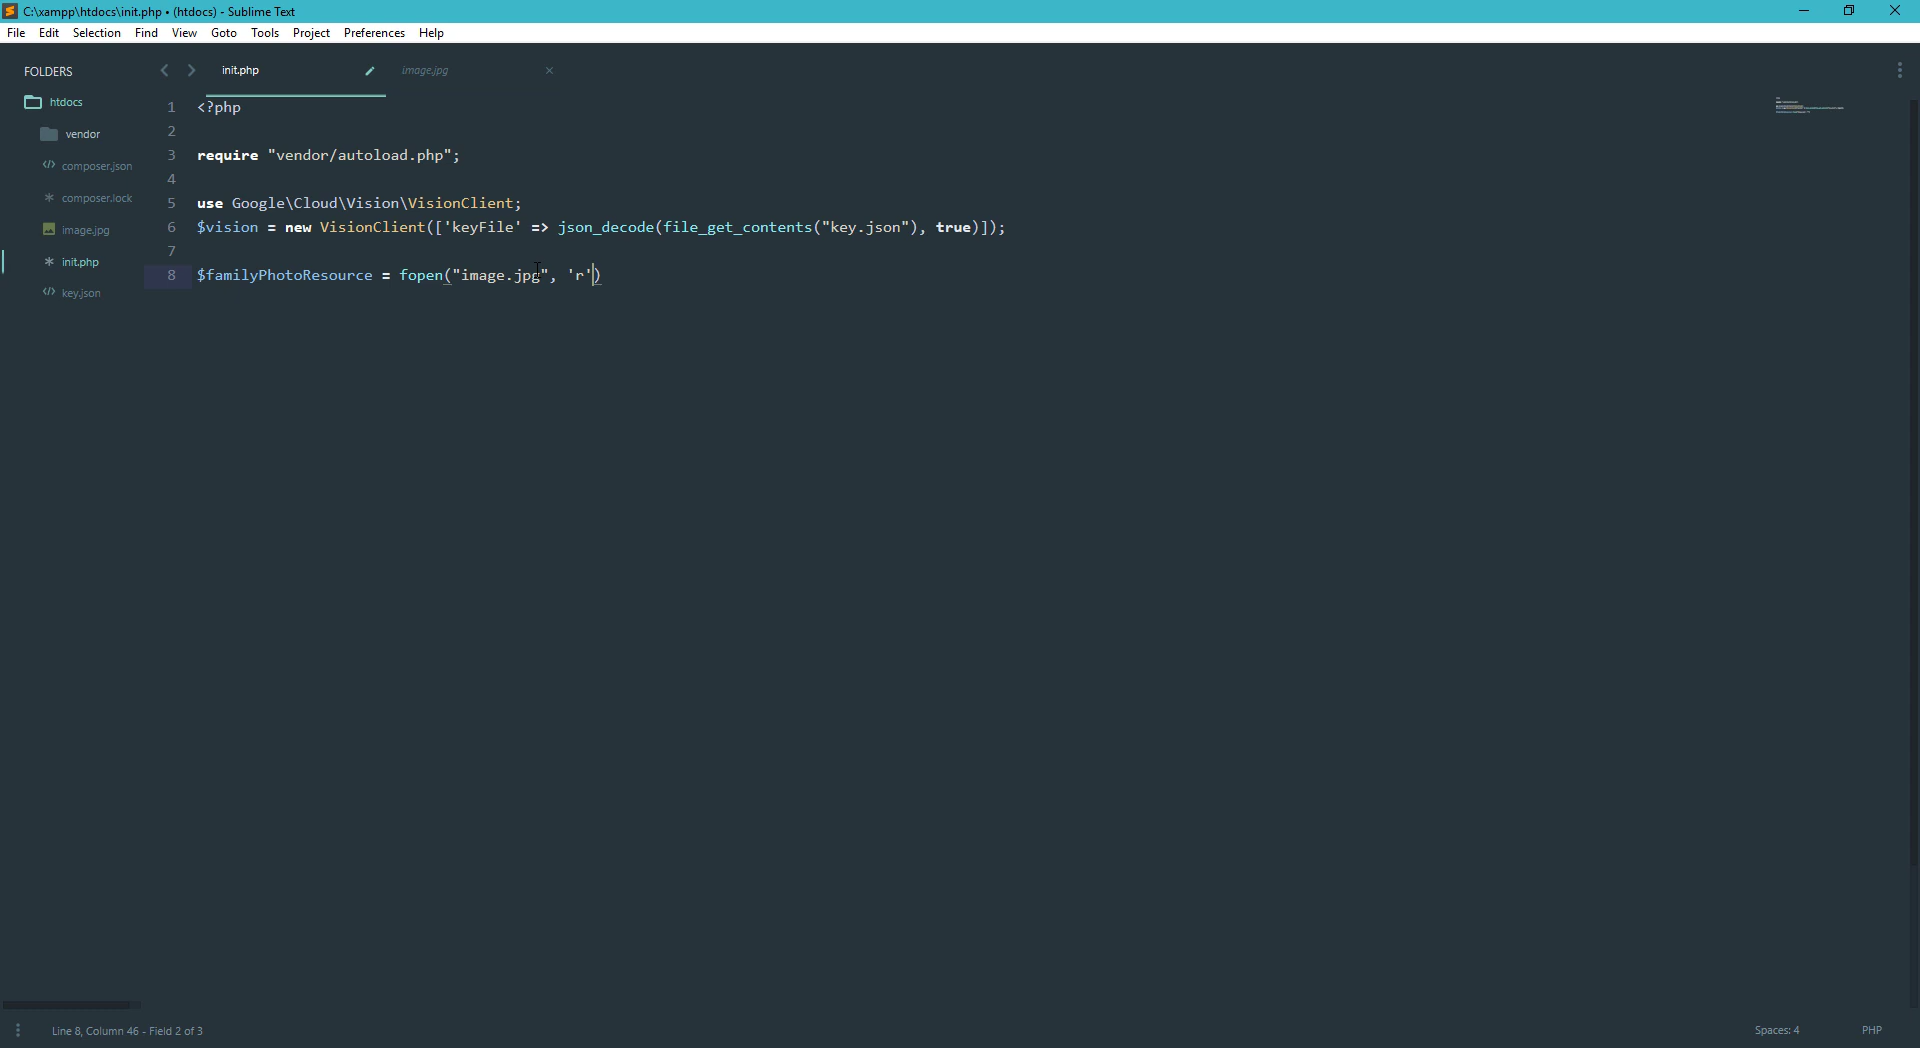 C:\xampp\htdocs\init.php • (htdocs) - Sublime Text
File Edit Selection Find View Goto Tools Project Preferences Help
FOLDERS
htdocs
vendor
composer.json
composer.lock
image.jpg
init.php
key.json
init.php image.jpg
1 <?php
2
3 require "vendor/autoload.php";
4
5 use Google\Cloud\Vision\VisionClient;
6 $vision = new VisionClient(['keyFile' => json_decode(file_get_contents("key.json"), true)]);
7
8 $familyPhotoResource = fopen("image.jpg", 'r')
Line 8, Column 46 - Field 2 of 3
Spaces: 4 PHP